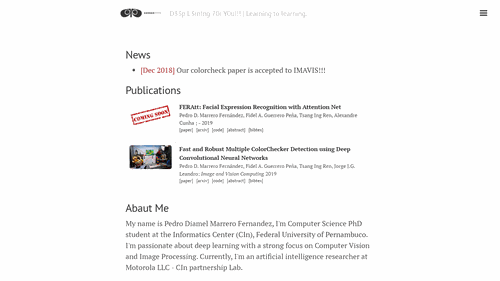 Learning to learning.
News
[Dec 2018] Our colorcheck paper is accepted to IMAVIS!!!
Publications
COMING SOON
FERAtt: Facial Expression Recognition with Attention Net
Pedro D. Marrero Fernández, Fidel A. Guerrero Peña, Tsang Ing Ren, Alexandre
Cunha ; - 2019
[paper] [arxiv] [code] [abstract] [bibtex]
Fast and Robust Multiple ColorChecker Detection using Deep
Convolutional Neural Networks
Pedro D. Marrero Fernández, Fidel A. Guerrero Peña, Tsang Ing Ren, Jorge J.G.
Leandro; Image and Vision Computing 2019
[paper] [arxiv] [code] [abstract] [bibtex]
About Me
My name is Pedro Diamel Marrero Fernandez, I'm Computer Science PhD
student at the Informatics Center (CIn), Federal University of Pernambuco.
I'm passionate about deep learning with a strong focus on Computer Vision
and Image Processing. Currently, I'm an artificial intelligence researcher at
Motorola LLC - CIn partnership Lab.